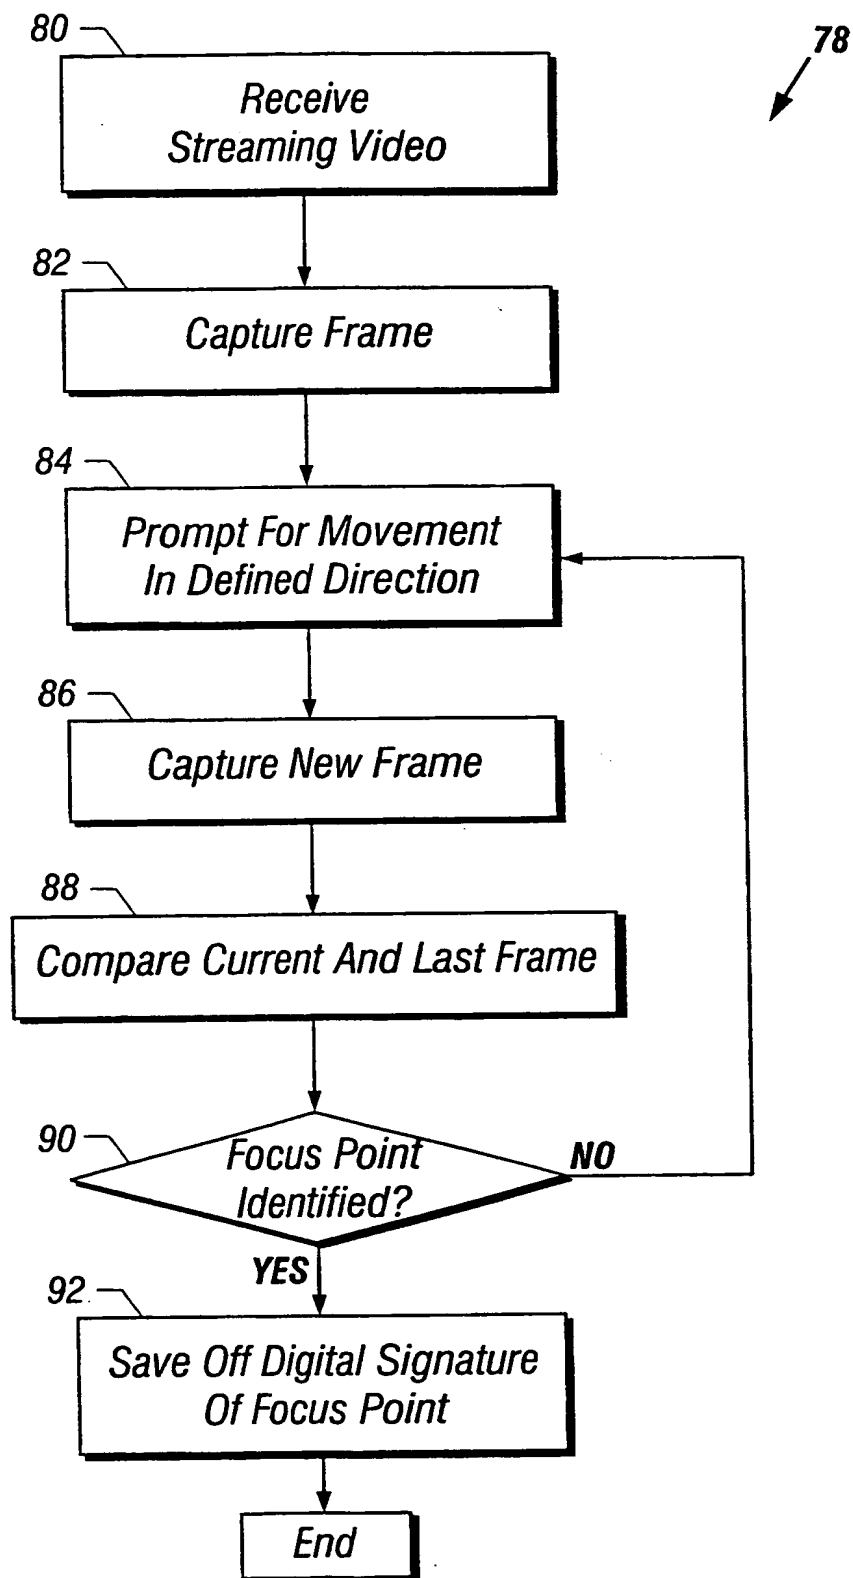 80
78
Receive
Streaming Video
82
Capture Frame
84
Prompt For Movement
In Defined Direction
86
Capture New Frame
88
Compare Current And Last Frame
90
Focus Point
Identified?
NO
YES
92
Save Off Digital Signature
Of Focus Point
End